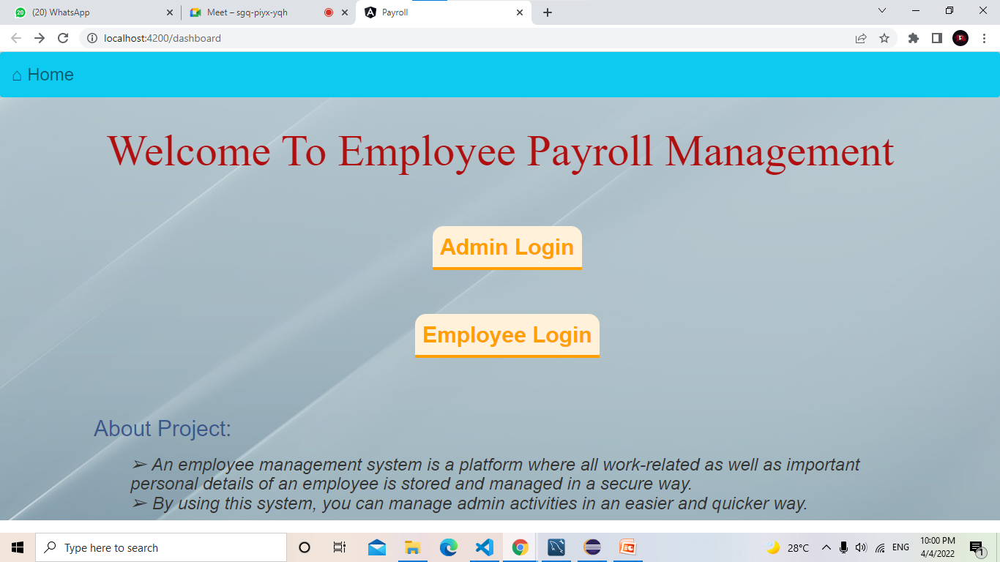 (20) WhatsApp
Meet – sgq-piyx-yqh
Payroll
localhost:4200/dashboard
⌂ Home
Welcome To Employee Payroll Management
Admin Login
Employee Login
About Project:
➢ An employee management system is a platform where all work-related as well as important
personal details of an employee is stored and managed in a secure way.
➢ By using this system, you can manage admin activities in an easier and quicker way.
Type here to search
28°C
ENG
10:00 PM
4/4/2022
1